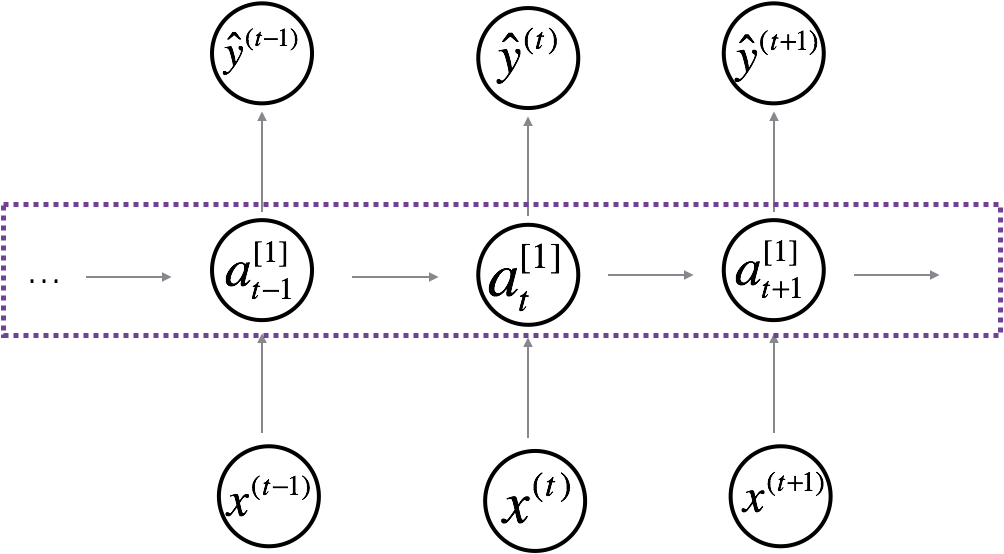 ŷ^(t−1) ŷ^(t) ŷ^(t+1)
... a_{t−1}^{[1]} a_t^{[1]} a_{t+1}^{[1]}
x^(t−1) x^(t) x^(t+1)